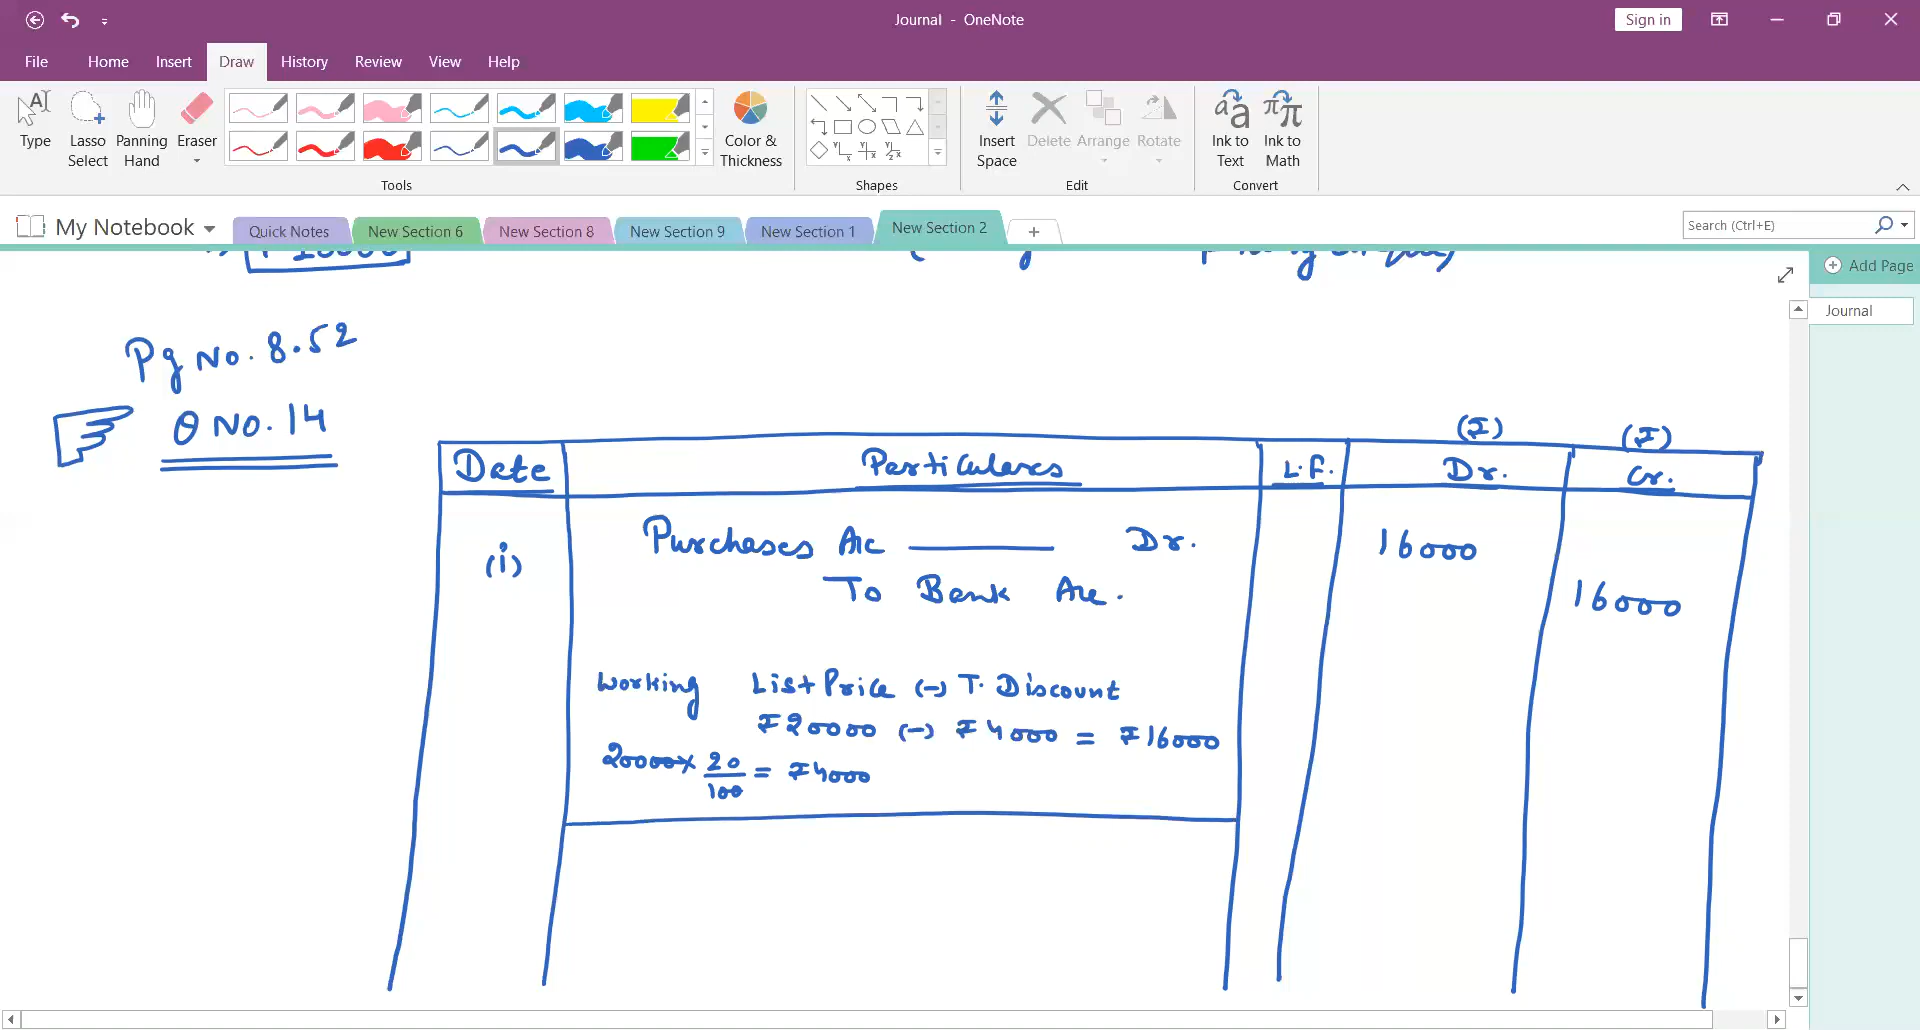 Journal - OneNote
Sign in
File Home Insert Draw History Review View Help
Type
Lasso Select
Panning Hand
Eraser
Color & Thickness
Insert Space
Delete
Arrange
Rotate
Ink to Text
Ink to Math
Tools
Shapes
Edit
Convert
My Notebook
Quick Notes
New Section 6
New Section 8
New Section 9
New Section 1
New Section 2
Search (Ctrl+E)
Add Page
Journal
Pg No. 8.52
Q NO. 14
(₹) (₹)
Date Particulars L.F. Dr. Cr.
(i) Purchases A/c Dr. 16000
To Bank A/c. 16000
Working List Price (-) T. Discount
₹20000 (-) ₹4000 = ₹16000
20000 x 20/100 = ₹4000